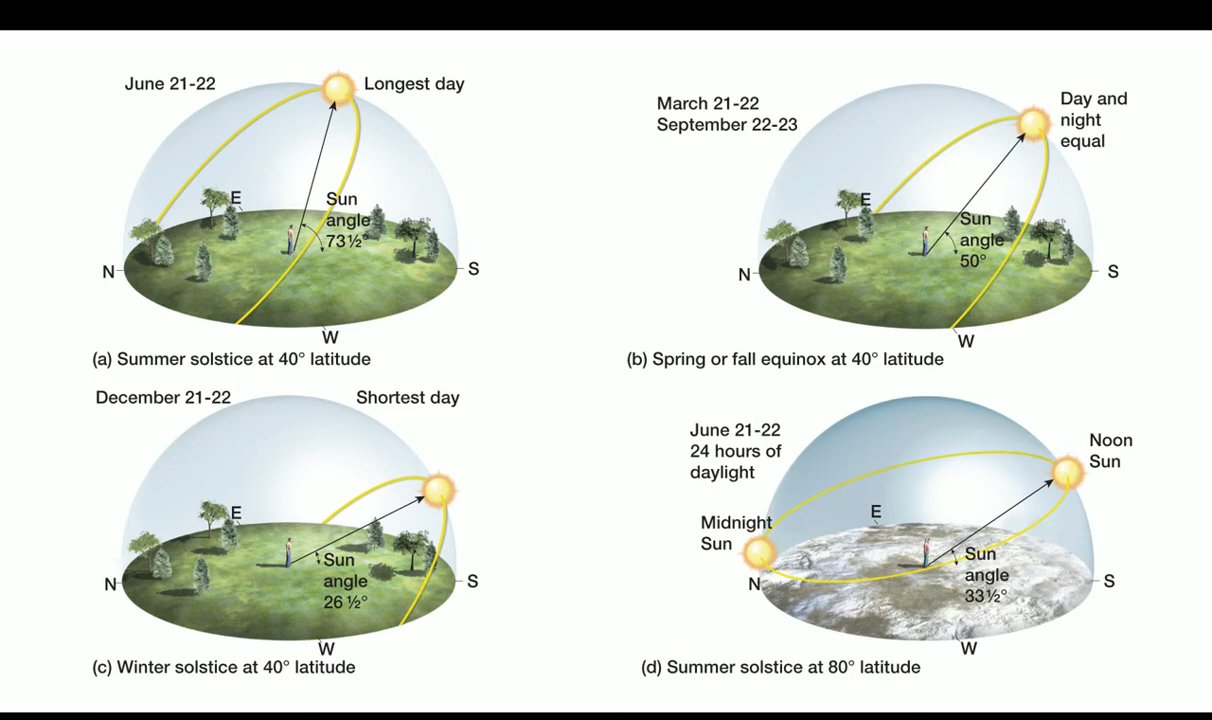 June 21-22
Longest day
E
Sun
angle
73½°
N
S
W
(a) Summer solstice at 40° latitude
March 21-22
September 22-23
Day and
night
equal
E
Sun
angle
50°
N
S
W
(b) Spring or fall equinox at 40° latitude
December 21-22
Shortest day
E
Sun
angle
26 ½°
N
S
W
(c) Winter solstice at 40° latitude
June 21-22
24 hours of
daylight
Noon
Sun
E
Midnight
Sun
Sun
angle
33½°
N
S
W
(d) Summer solstice at 80° latitude